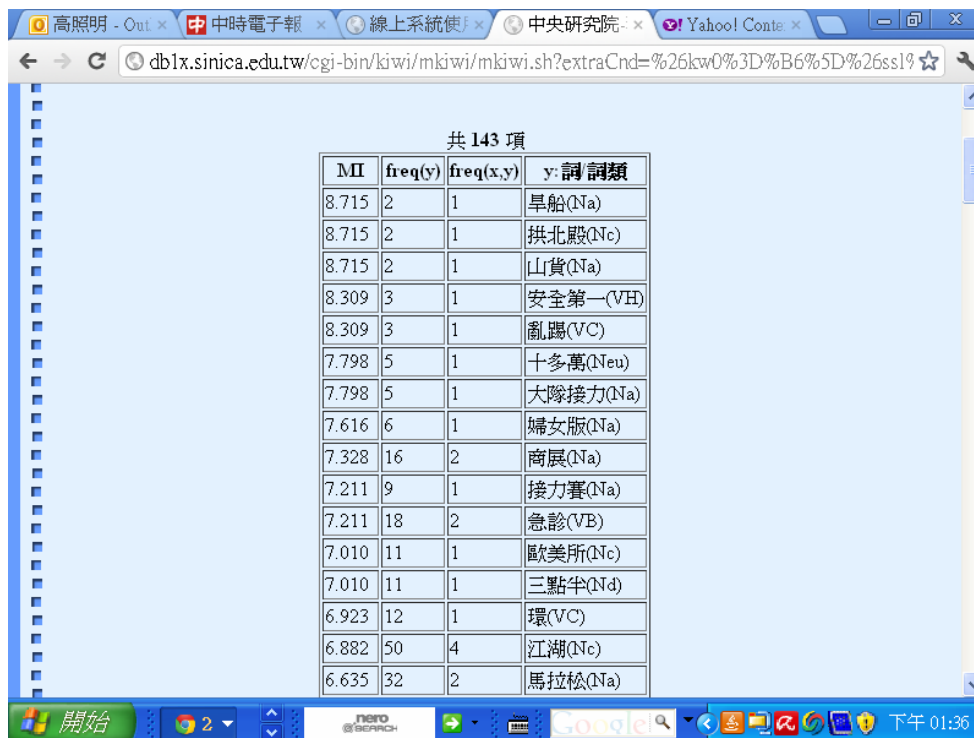 高照明 - Out 中時電子報 線上系統使用 中央研究院- Yahoo! Conte
db1x.sinica.edu.tw/cgi-bin/kiwi/mkiwi/mkiwi.sh?extraCnd=%26kw0%3D%B6%5D%26ssl%
共 143 項
MI freq(y) freq(x,y) y: 詞/詞類
8.715 2 1 旱船(Na)
8.715 2 1 拱北殿(Nc)
8.715 2 1 山貨(Na)
8.309 3 1 安全第一(VH)
8.309 3 1 亂踢(VC)
7.798 5 1 十多萬(Neu)
7.798 5 1 大隊接力(Na)
7.616 6 1 婦女版(Na)
7.328 16 2 商展(Na)
7.211 9 1 接力賽(Na)
7.211 18 2 急診(VB)
7.010 11 1 歐美所(Nc)
7.010 11 1 三點半(Nd)
6.923 12 1 環(VC)
6.882 50 4 江湖(Nc)
6.635 32 2 馬拉松(Na)
開始 2 nero SEARCH Google 下午 01:36